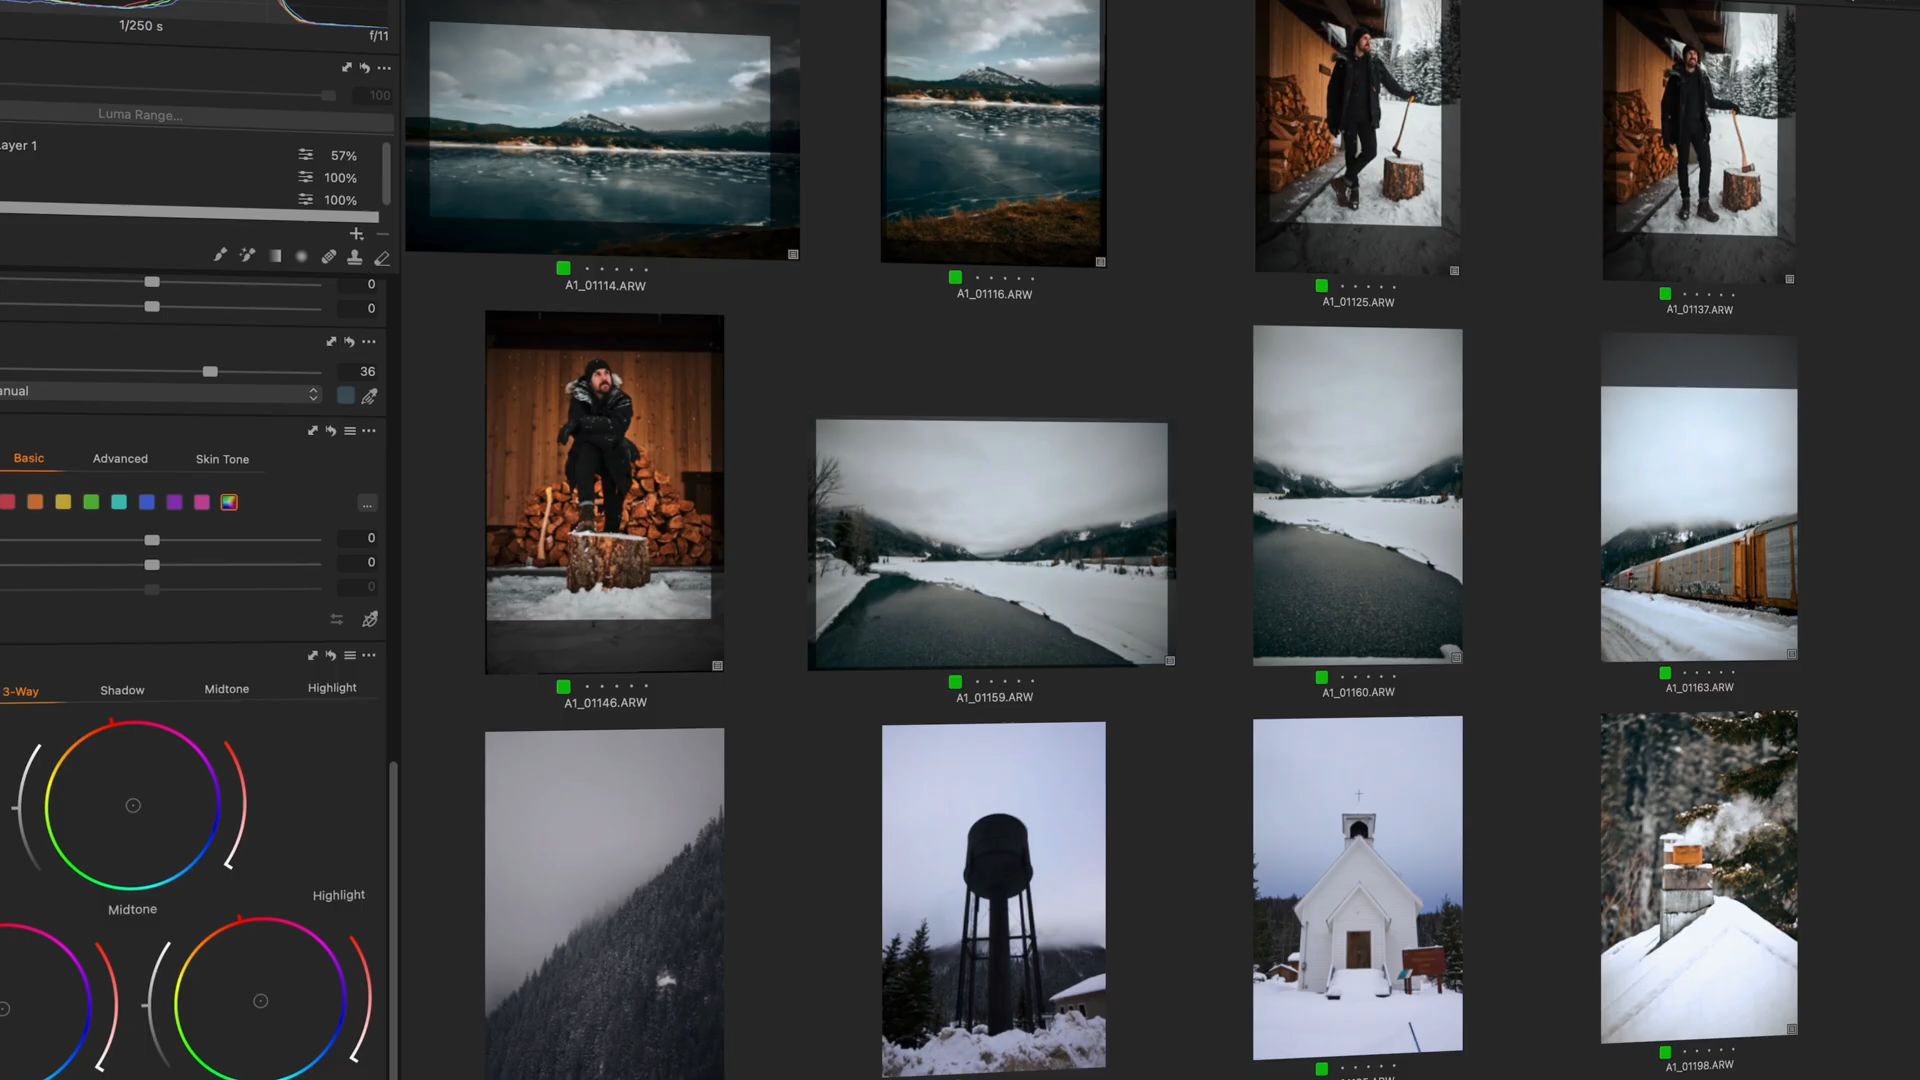 1/250 s
f/11
100
Luma Range...
ayer 1
57%
100%
100%
0
0
36
anual
Basic
Advanced
Skin Tone
...
0
0
0
3-Way
Shadow
Midtone
Highlight
Midtone
Highlight
A1_01114.ARW
A1_01116.ARW
A1_01125.ARW
A1_01137.ARW
A1_01146.ARW
A1_01159.ARW
A1_01160.ARW
A1_01163.ARW
A1_01198.ARW